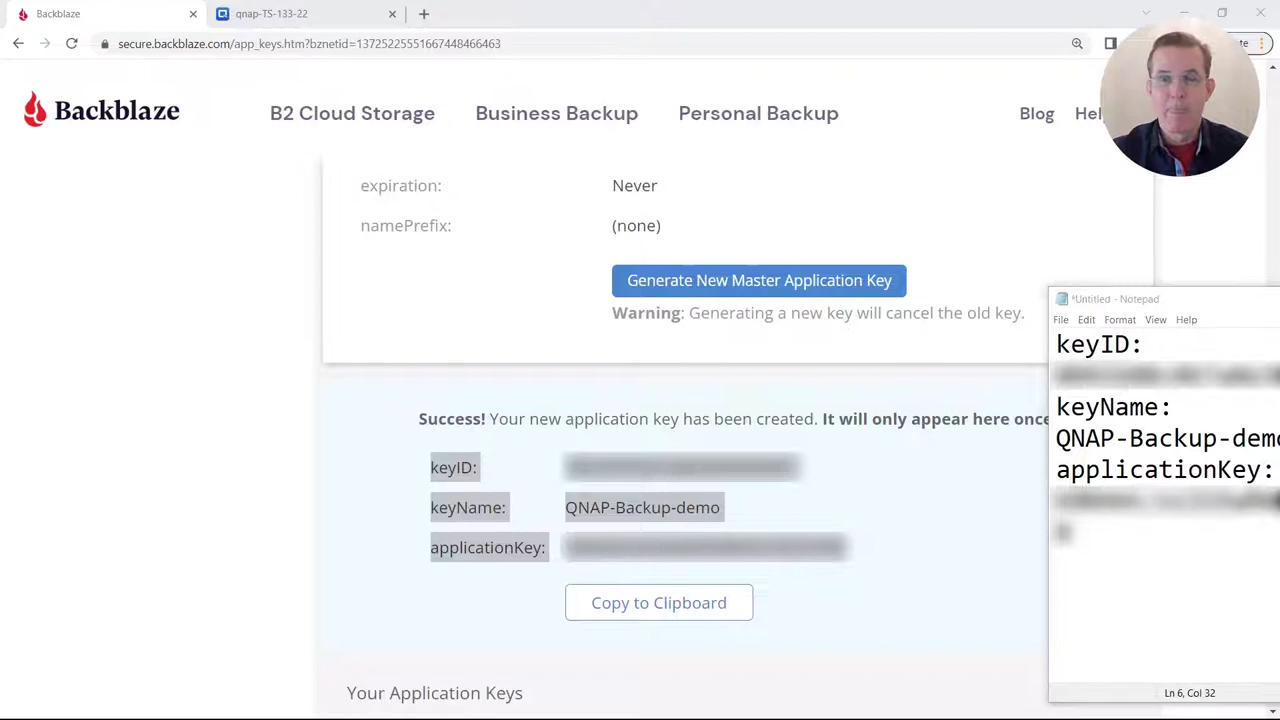 Backblaze
qnap-TS-133-22
secure.backblaze.com/app_keys.htm?bznetid=1372522551667448466463
Backblaze
B2 Cloud Storage
Business Backup
Personal Backup
Blog
Hel
expiration:
Never
namePrefix:
(none)
Generate New Master Application Key
Warning: Generating a new key will cancel the old key.
Success! Your new application key has been created. It will only appear here once
keyID:
keyName:
QNAP-Backup-demo
applicationKey:
Copy to Clipboard
Your Application Keys
*Untitled - Notepad
File Edit Format View Help
keyID:
keyName:
QNAP-Backup-demo
applicationKey:
Ln 6, Col 32